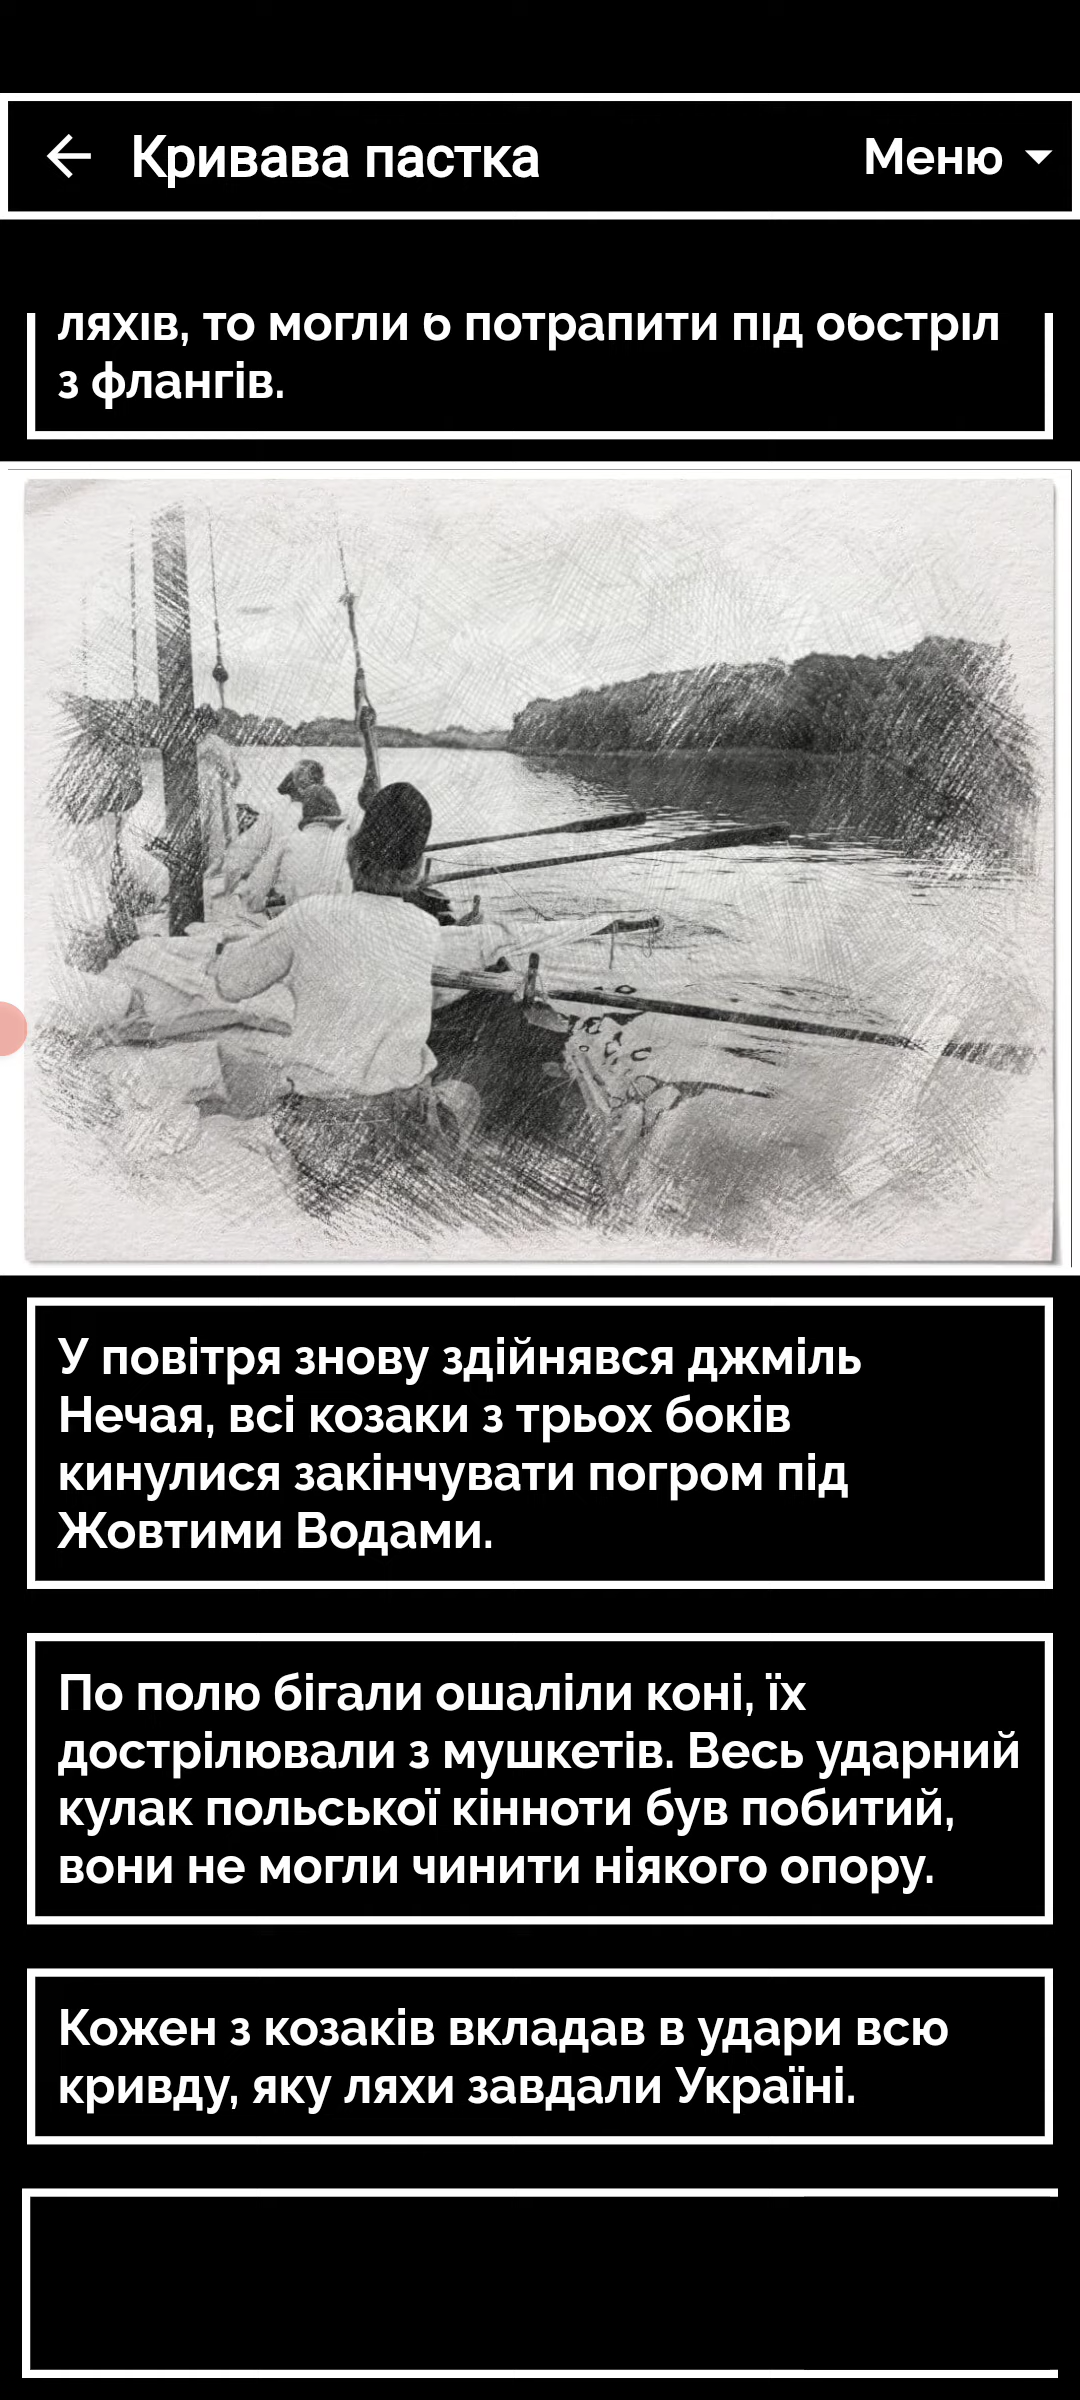 Кривава пастка
Меню
ляхів, то могли б потрапити під обстріл
з флангів.
У повітря знову здійнявся джміль
Нечая, всі козаки з трьох боків
кинулися закінчувати погром під
Жовтими Водами.
По полю бігали ошаліли коні, їх
дострілювали з мушкетів. Весь ударний
кулак польської кінноти був побитий,
вони не могли чинити ніякого опору.
Кожен з козаків вкладав в удари всю
кривду, яку ляхи завдали Україні.